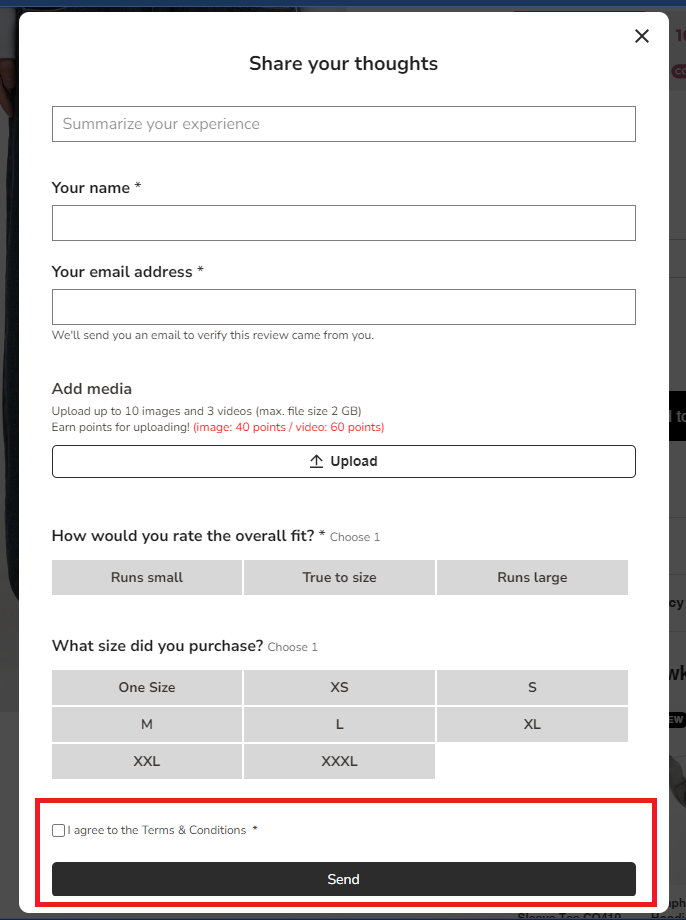 Share your thoughts
Summarize your experience
Your name *
Your email address *
We'll send you an email to verify this review came from you.
Add media
Upload up to 10 images and 3 videos (max. file size 2 GB)
Earn points for uploading! (image: 40 points / video: 60 points)
Upload
How would you rate the overall fit? * Choose 1
Runs small True to size Runs large
What size did you purchase? Choose 1
One Size XS S
M L XL
XXL XXXL
I agree to the Terms & Conditions *
Send